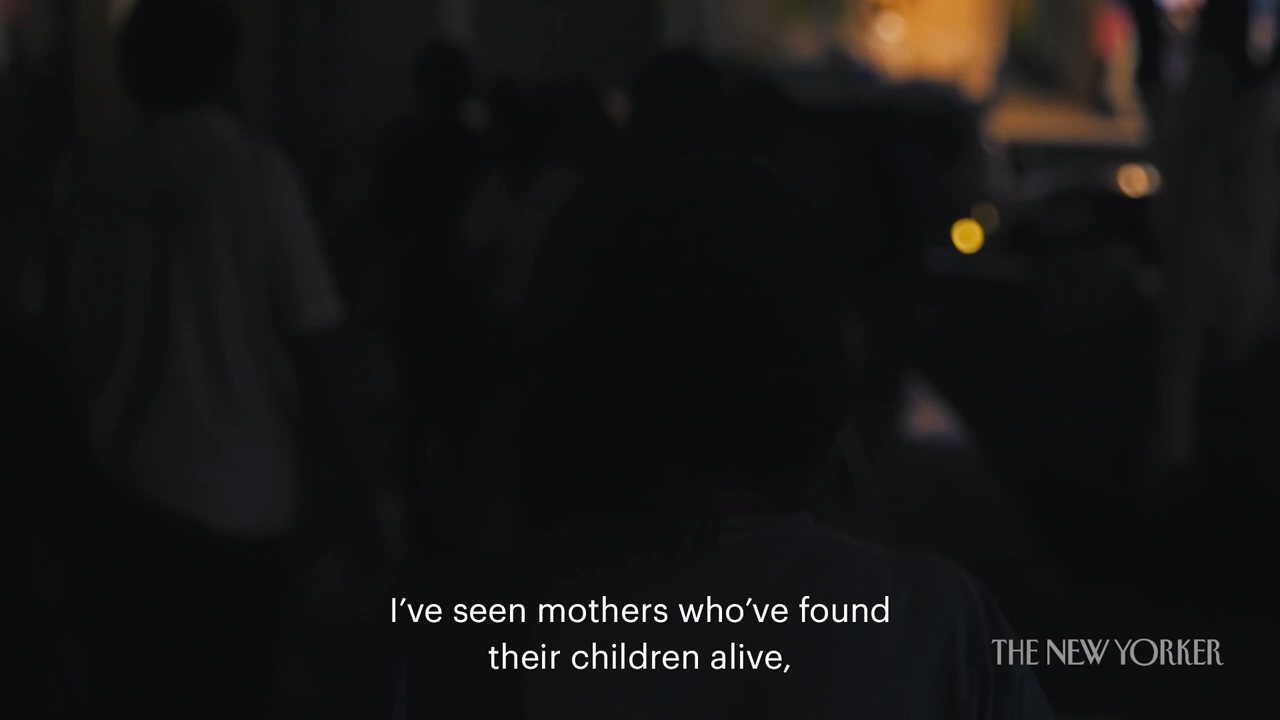 I’ve seen mothers who’ve found
their children alive,
THE NEW YORKER